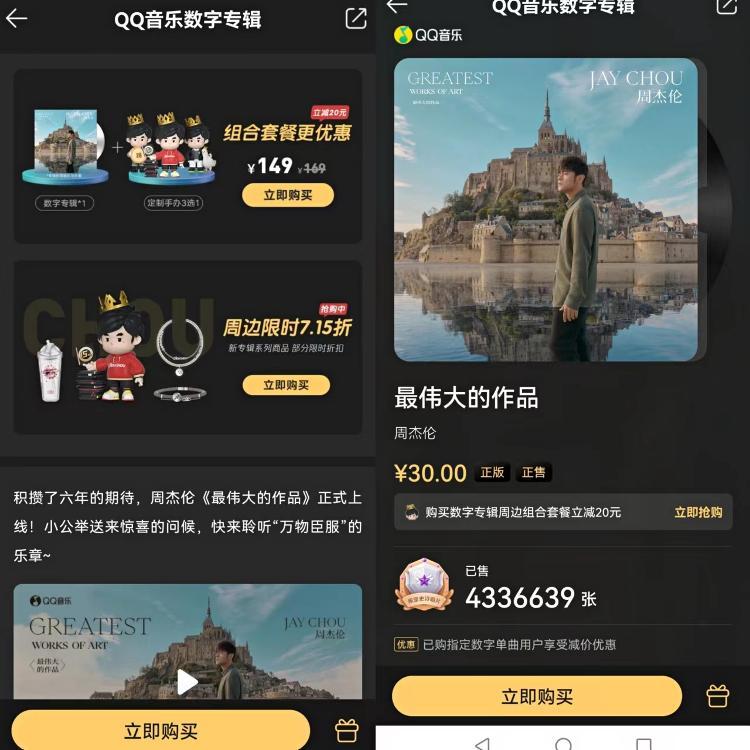 QQ音乐数字专辑
立减20元
组合套餐更优惠
¥149 ¥169
立即购买
数字专辑*1
定制手办3选1
CHOU
抢购中
周边限时7.15折
新专辑系列商品 部分限时折扣
立即购买
积攒了六年的期待，周杰伦《最伟大的作品》正式上
线！小公举送来惊喜的问候，快来聆听“万物臣服”的
乐章~
QQ音乐
GREATEST
WORKS OF ART
最伟大
的作品
JAY CHOU
周杰伦
立即购买
QQ音乐数字专辑
QQ音乐
GREATEST
WORKS OF ART
JAY CHOU
周杰伦
最伟大的作品
周杰伦
¥30.00 正版 正售
购买数字专辑周边组合套餐立减20元 立即抢购
已售
4336639 张
优惠 已购指定数字单曲用户享受减价优惠
立即购买